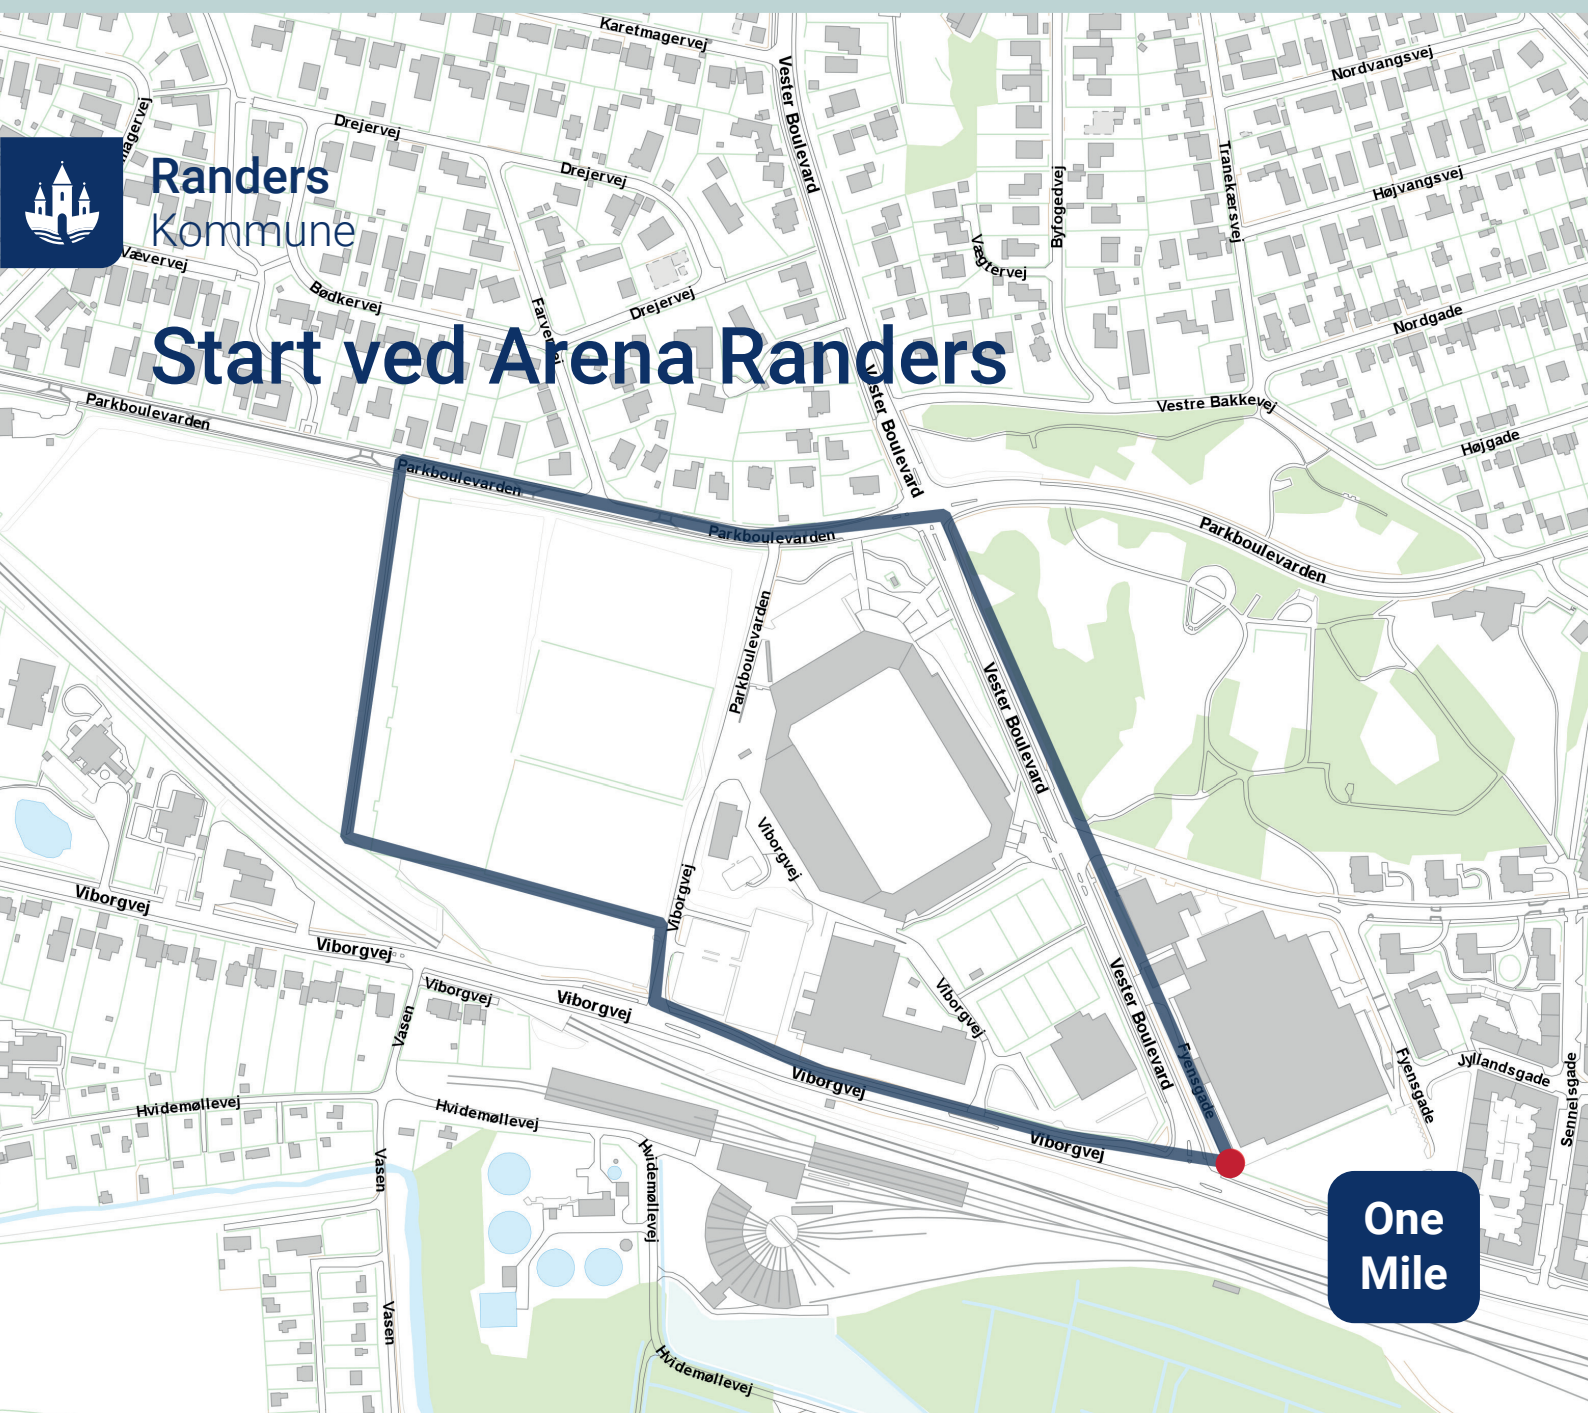 Karetmagervej
Vester Boulevard
Nordvangsvej
magervej
Drejervej
Drejervej
Tranekærsvej
Højvangsvej
Byfogedvej
Randers
Kommune
Vægtervej
Vævervej
Bødkervej
Drejervej
Farvervej
Nordgade
Start ved Arena Randers
Vester Boulevard
Vestre Bakkevej
Parkboulevarden
Højgade
Parkboulevarden
Parkboulevarden
Parkboulevarden
Parkboulevarden
Vester Boulevard
Viborgvej
Viborgvej
Viborgvej
Viborgvej
Viborgvej
Viborgvej
Viborgvej
Vester Boulevard
Vasen
Fyensgade
Fyensgade
Jyllandsgade
Sennelsgade
Viborgvej
Hvidemøllevej
Hvidemøllevej
Viborgvej
Vasen
Hvidemøllevej
One
Mile
Vasen
Hvidemøllevej